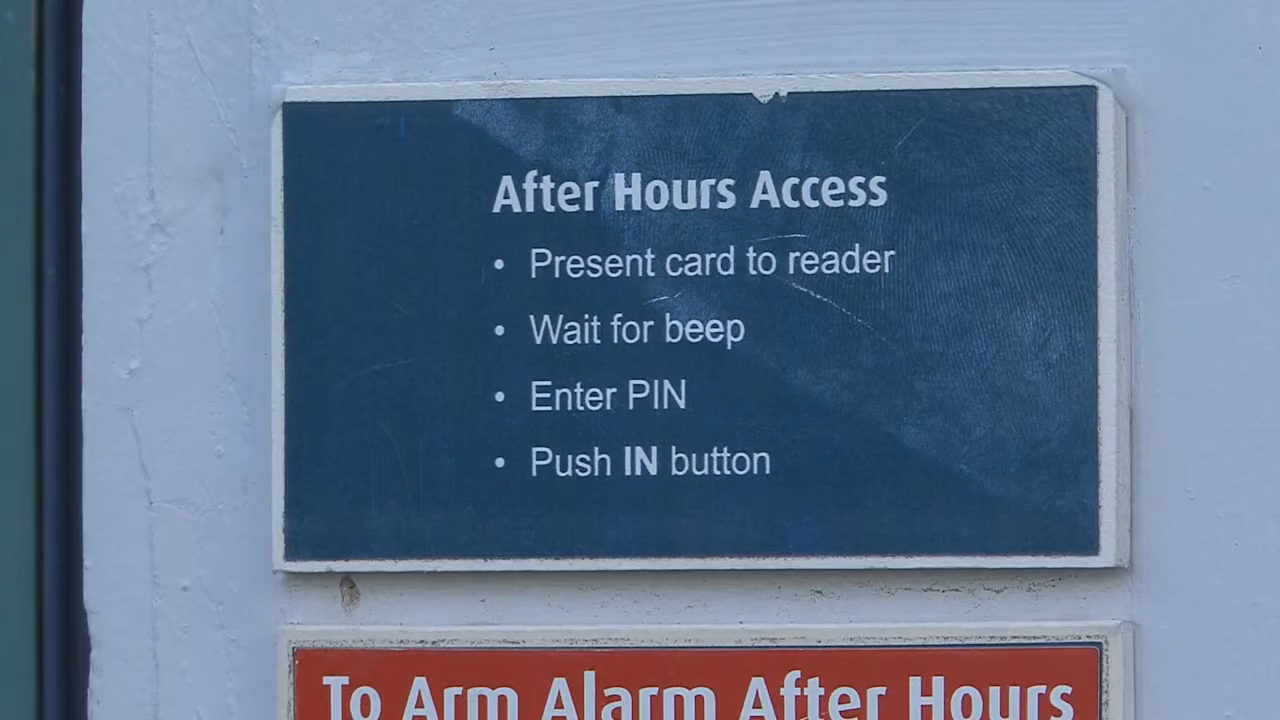 After Hours Access
• Present card to reader
• Wait for beep
• Enter PIN
• Push IN button
To Arm Alarm After Hours